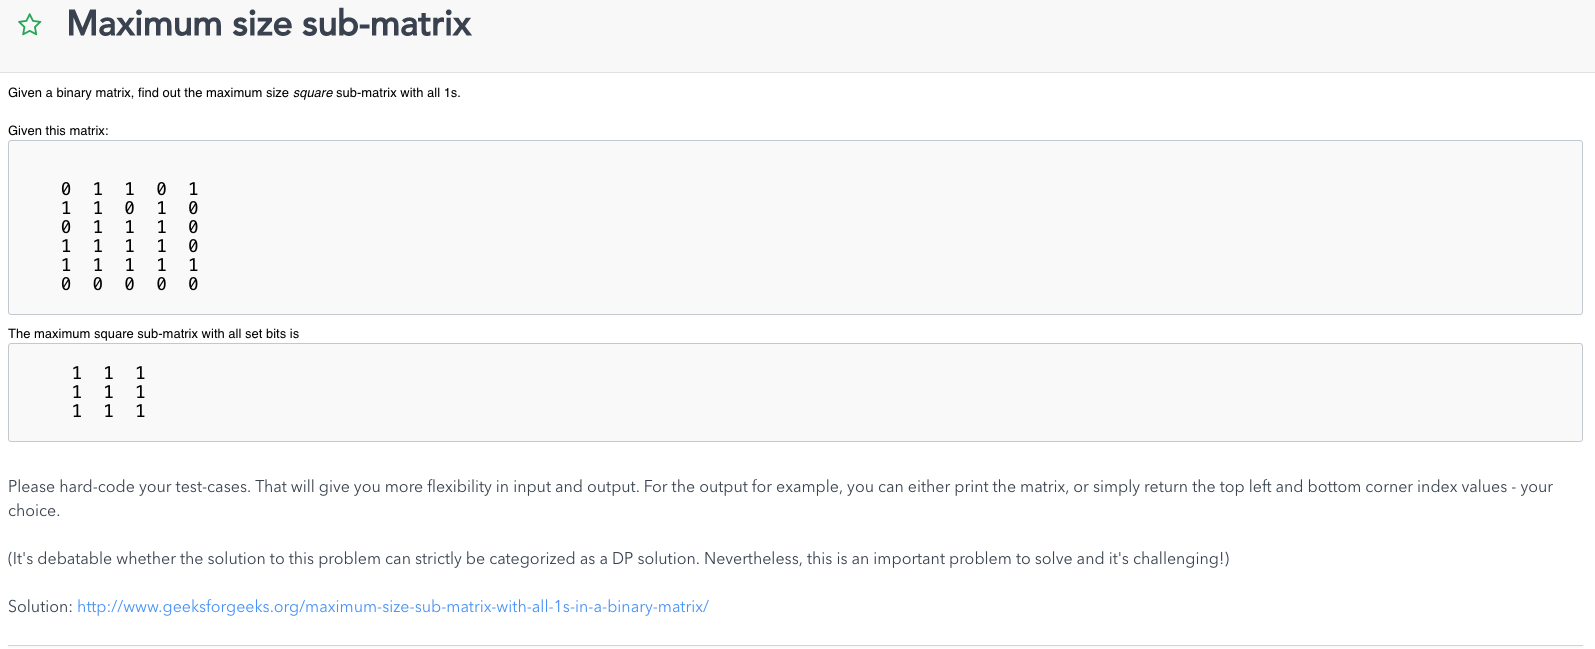 Maximum size sub-matrix
Given a binary matrix, find out the maximum size square sub-matrix with all 1s.
Given this matrix:
0 1 1 0 1
1 1 0 1 0
0 1 1 1 0
1 1 1 1 0
1 1 1 1 1
0 0 0 0 0
The maximum square sub-matrix with all set bits is
1 1 1
1 1 1
1 1 1
Please hard-code your test-cases. That will give you more flexibility in input and output. For the output for example, you can either print the matrix, or simply return the top left and bottom corner index values - your
choice.
(It's debatable whether the solution to this problem can strictly be categorized as a DP solution. Nevertheless, this is an important problem to solve and it's challenging!)
Solution: http://www.geeksforgeeks.org/maximum-size-sub-matrix-with-all-1s-in-a-binary-matrix/